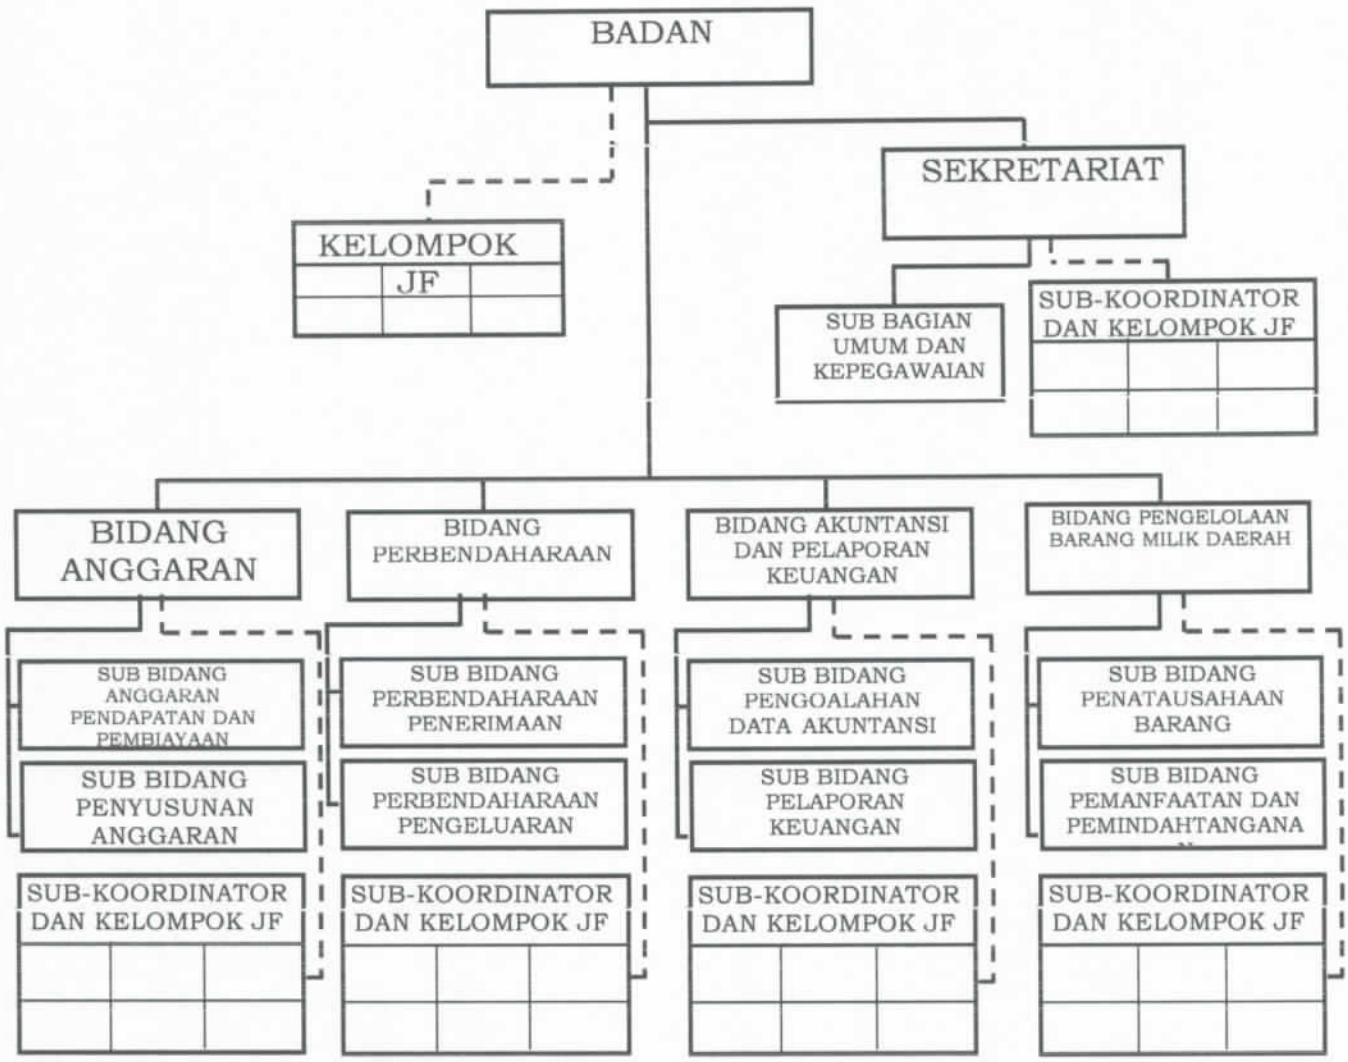 BADAN
SEKRETARIAT
KELOMPOK
JF
SUB BAGIAN
UMUM DAN
KEPEGAWAIAN
SUB-KOORDINATOR
DAN KELOMPOK JF
BIDANG
ANGGARAN
BIDANG
PERBENDAHARAAN
BIDANG AKUNTANSI
DAN PELAPORAN
KEUANGAN
BIDANG PENGELOLAAN
BARANG MILIK DAERAH
SUB BIDANG
ANGGARAN
PENDAPATAN DAN
PEMBIAYAAN
SUB BIDANG
PERBENDAHARAAN
PENERIMAAN
SUB BIDANG
PENGOALAHAN
DATA AKUNTANSI
SUB BIDANG
PENATAUSAHAAN
BARANG
SUB BIDANG
PENYUSUNAN
ANGGARAN
SUB BIDANG
PERBENDAHARAAN
PENGELUARAN
SUB BIDANG
PELAPORAN
KEUANGAN
SUB BIDANG
PEMANFAATAN DAN
PEMINDAHTANGANA
N
SUB-KOORDINATOR
DAN KELOMPOK JF
SUB-KOORDINATOR
DAN KELOMPOK JF
SUB-KOORDINATOR
DAN KELOMPOK JF
SUB-KOORDINATOR
DAN KELOMPOK JF